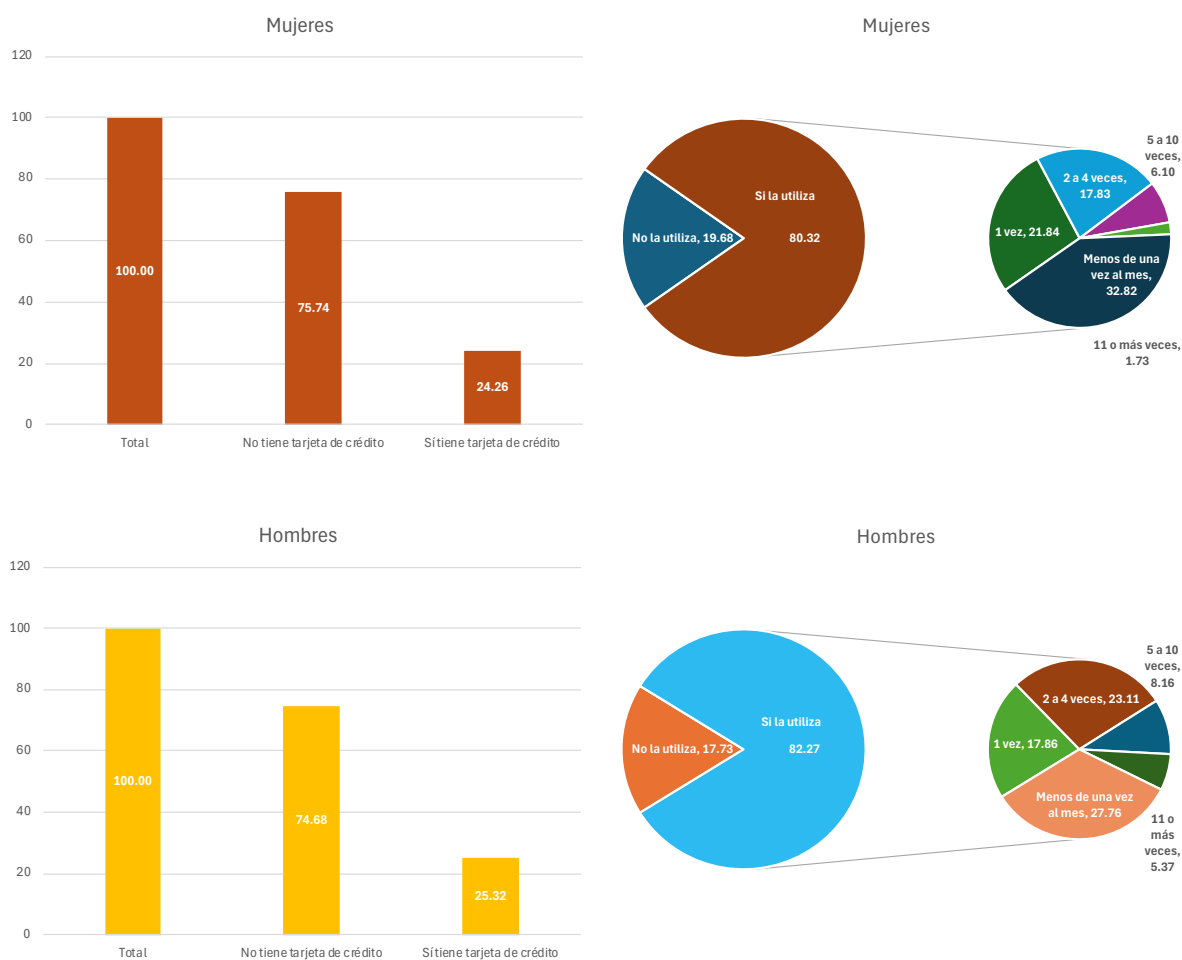 Mujeres
120
100
80
60
40
20
0
100.00
75.74
24.26
Total
No tiene tarjeta de crédito
Sí tiene tarjeta de crédito
Mujeres
Si la utiliza
80.32
No la utiliza, 19.68
5 a 10
veces,
6.10
2 a 4 veces,
17.83
1 vez, 21.84
Menos de una
vez al mes,
32.82
11 o más veces,
1.73
Hombres
120
100
80
60
40
20
0
100.00
74.68
25.32
Total
No tiene tarjeta de crédito
Sí tiene tarjeta de crédito
Hombres
Si la utiliza
82.27
No la utiliza, 17.73
5 a 10
veces,
8.16
2 a 4 veces, 23.11
1 vez, 17.86
Menos de una vez
al mes, 27.76
11 o
más
veces,
5.37